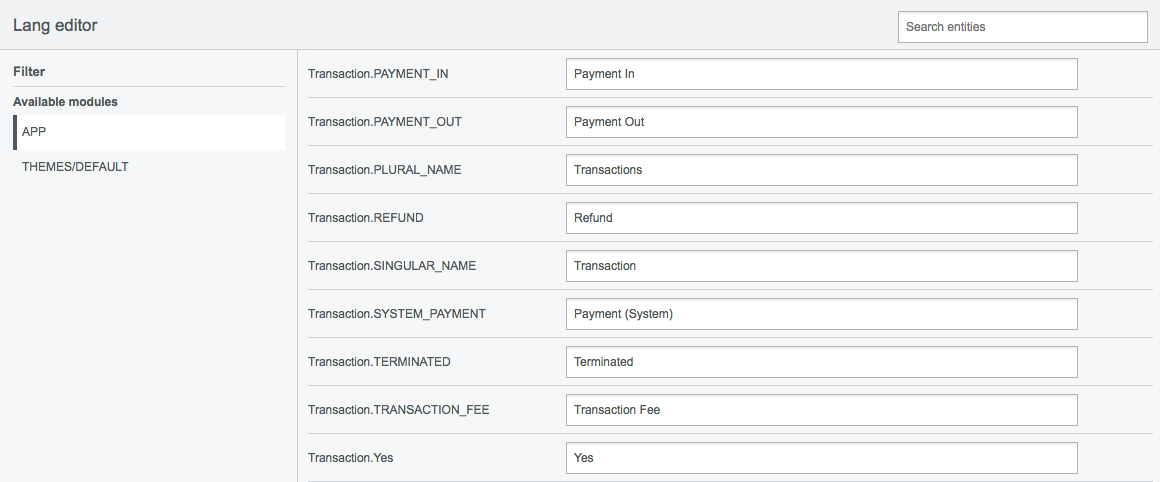 Lang editor
Search entities
Filter
Available modules
APP
THEMES/DEFAULT
Transaction.PAYMENT_IN Payment In
Transaction.PAYMENT_OUT Payment Out
Transaction.PLURAL_NAME Transactions
Transaction.REFUND Refund
Transaction.SINGULAR_NAME Transaction
Transaction.SYSTEM_PAYMENT Payment (System)
Transaction.TERMINATED Terminated
Transaction.TRANSACTION_FEE Transaction Fee
Transaction.Yes Yes